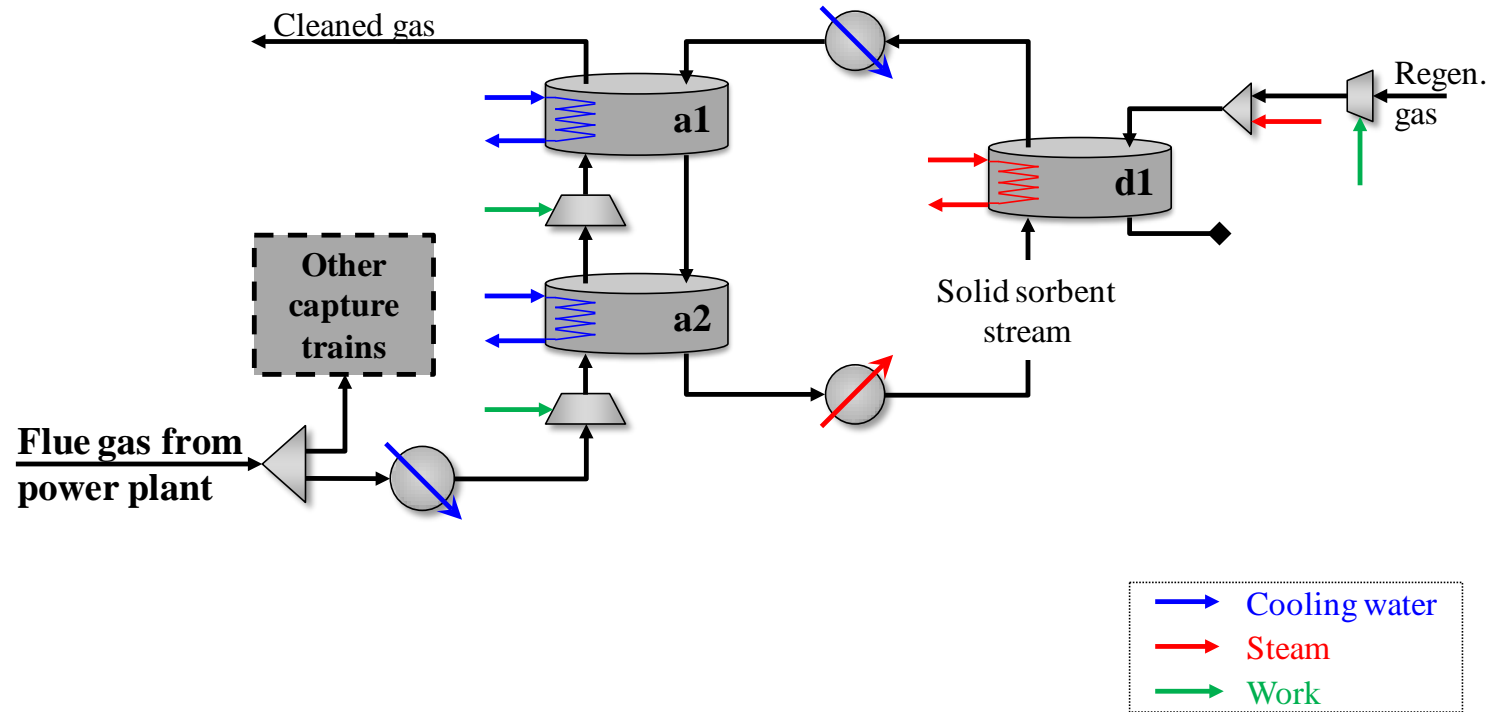 Cleaned gas
Regen.
gas
a1
d1
Other
capture
trains
a2
Solid sorbent
stream
Flue gas from
power plant
Cooling water
Steam
Work